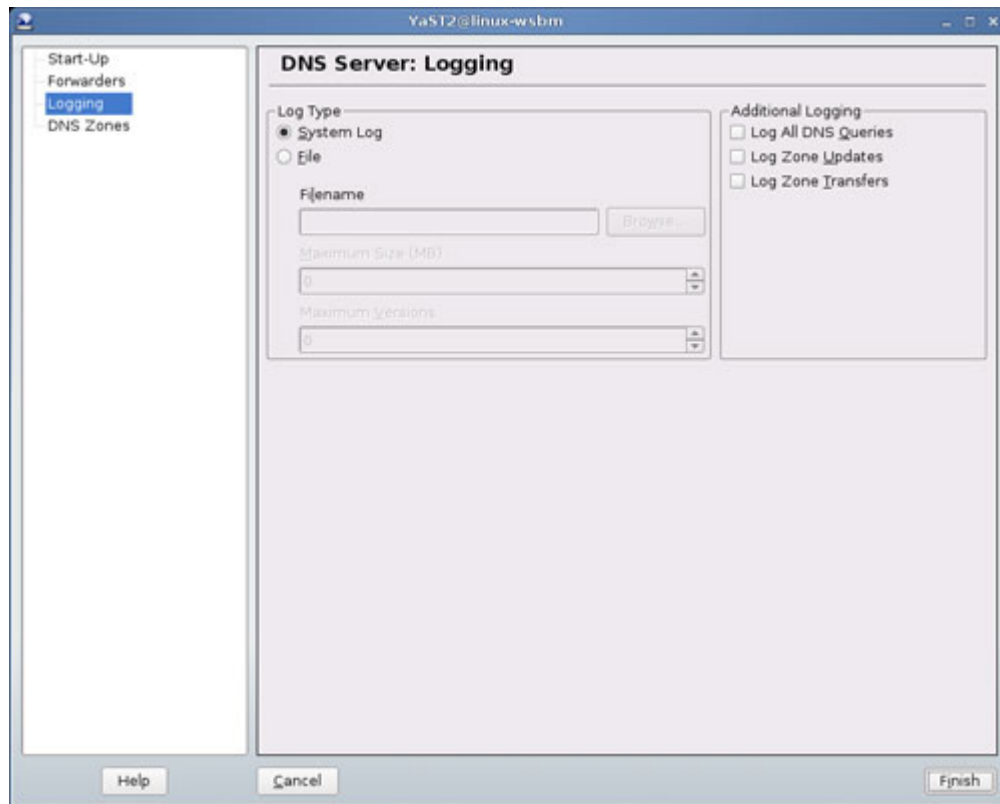 YaST2@linux-wsbm
Start-Up
Forwarders
Logging
DNS Zones
DNS Server: Logging
Log Type
System Log
File
Filename
Browse...
Maximum Size (MB)
0
Maximum Versions
0
Additional Logging
Log All DNS Queries
Log Zone Updates
Log Zone Transfers
Help
Cancel
Finish